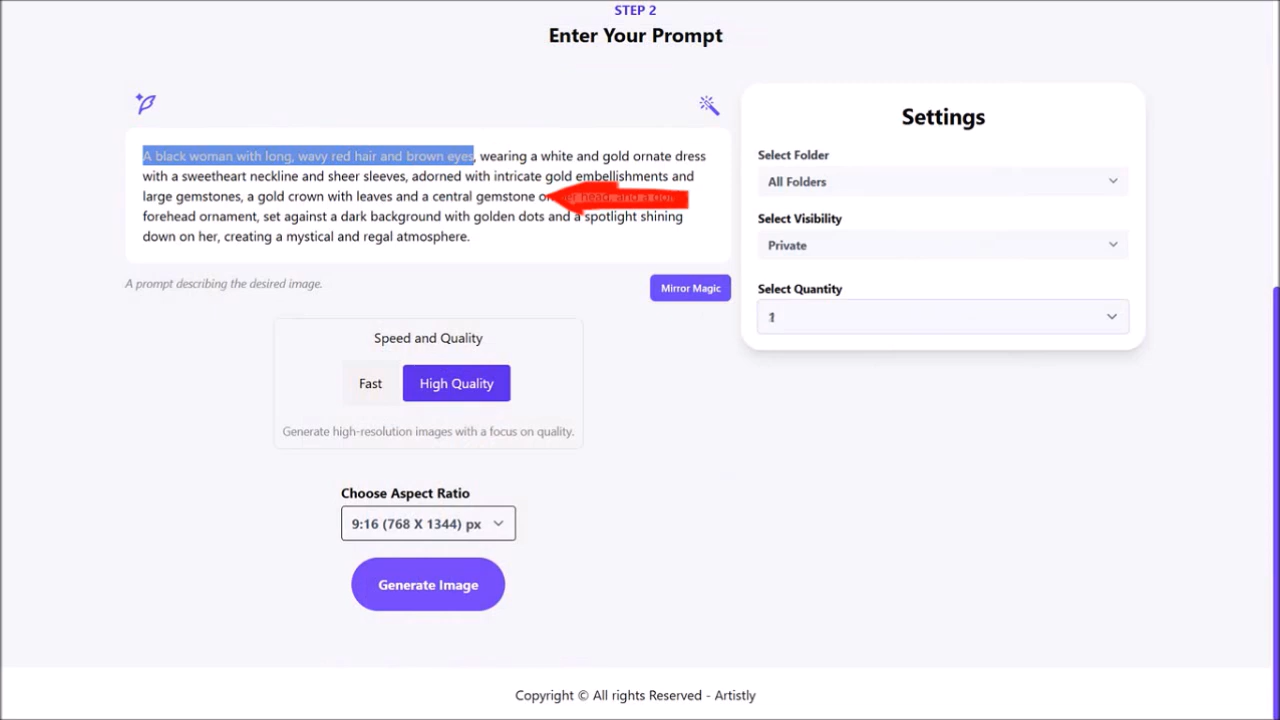 STEP 2
Enter Your Prompt
A black woman with long, wavy red hair and brown eyes, wearing a white and gold ornate dress
with a sweetheart neckline and sheer sleeves, adorned with intricate gold embellishments and
large gemstones, a gold crown with leaves and a central gemstone head, and a
forehead ornament, set against a dark background with golden dots and a spotlight shining
down on her, creating a mystical and regal atmosphere.
A prompt describing the desired image.
Mirror Magic
Speed and Quality
Fast
High Quality
Generate high-resolution images with a focus on quality.
Choose Aspect Ratio
9:16 (768 X 1344) px
Generate Image
Settings
Select Folder
All Folders
Select Visibility
Private
Select Quantity
1
Copyright © All rights Reserved - Artistly